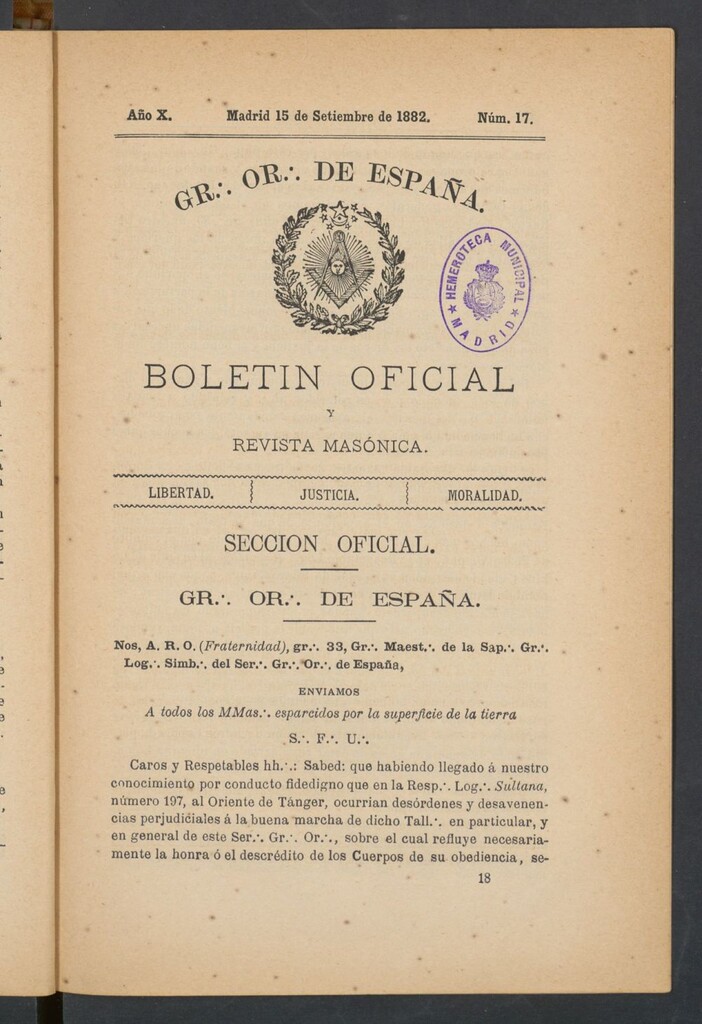 Año X. Madrid 15 de Setiembre de 1882. Núm. 17.
GR.·. OR.·. DE ESPAÑA.
HEMEROTECA MUNICIPAL
MADRID
BOLETIN OFICIAL
Y
REVISTA MASÓNICA.
LIBERTAD. JUSTICIA. MORALIDAD.
SECCION OFICIAL.
GR.·. OR.·. DE ESPAÑA.
Nos, A. R. O. (Fraternidad), gr.·. 33, Gr.·. Maest.·. de la Sap.·. Gr.·.
Log.·. Simb.·. del Ser.·. Gr.·. Or.·. de España,
ENVIAMOS
A todos los MMas.·. esparcidos por la superficie de la tierra
S.·. F.·. U.·.
Caros y Respetables hh.·.: Sabed: que habiendo llegado á nuestro
conocimiento por conducto fidedigno que en la Resp.·. Log.·. Sultana,
número 197, al Oriente de Tánger, ocurrian desórdenes y desavenen-
cias perjudiciales á la buena marcha de dicho Tall.·. en particular, y
en general de este Ser.·. Gr.·. Or.·., sobre el cual refluye necesaria-
mente la honra ó el descrédito de los Cuerpos de su obediencia, se-
18